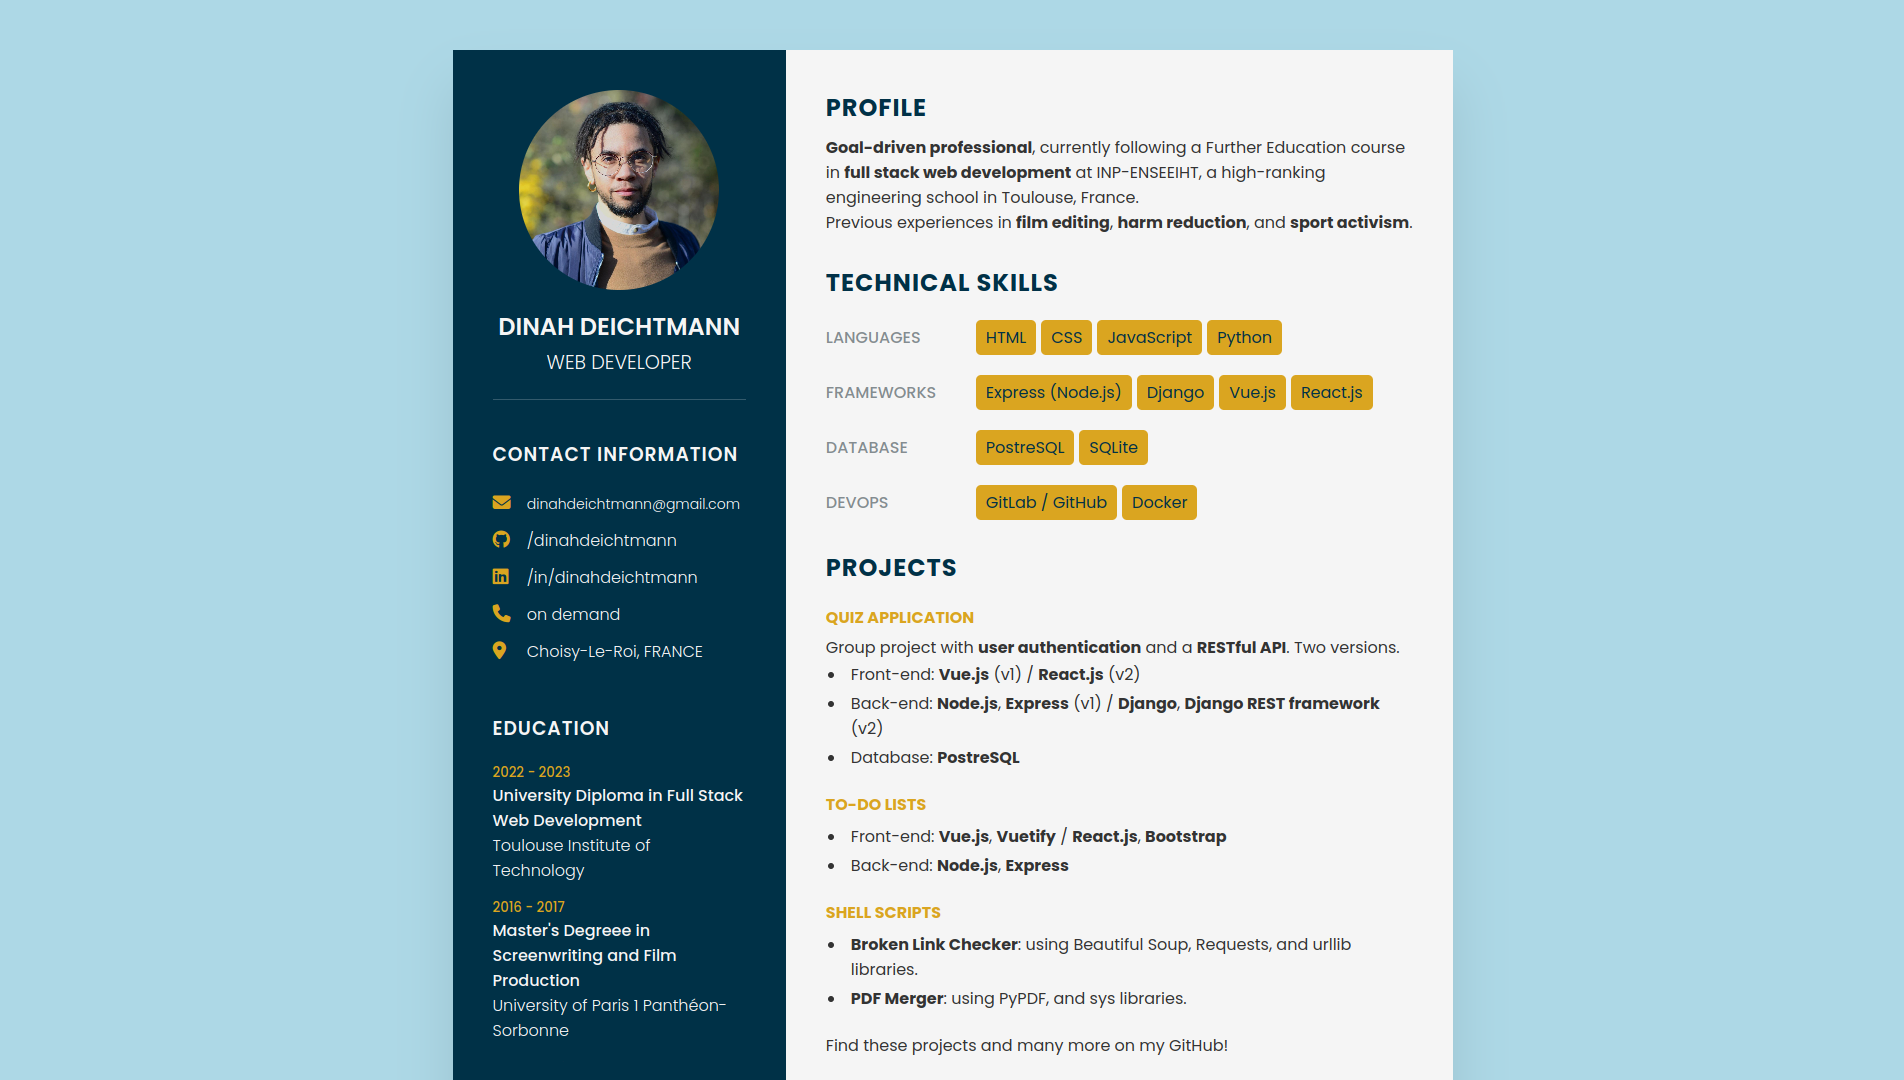 DINAH DEICHTMANN
WEB DEVELOPER
CONTACT INFORMATION
dinahdeichtmann@gmail.com
/dinahdeichtmann
/in/dinahdeichtmann
on demand
Choisy-Le-Roi, FRANCE
EDUCATION
2022 - 2023
University Diploma in Full Stack
Web Development
Toulouse Institute of
Technology
2016 - 2017
Master's Degreee in
Screenwriting and Film
Production
University of Paris 1 Panthéon-
Sorbonne
PROFILE
Goal-driven professional, currently following a Further Education course
in full stack web development at INP-ENSEEIHT, a high-ranking
engineering school in Toulouse, France.
Previous experiences in film editing, harm reduction, and sport activism.
TECHNICAL SKILLS
LANGUAGES HTML CSS JavaScript Python
FRAMEWORKS Express (Node.js) Django Vue.js React.js
DATABASE PostreSQL SQLite
DEVOPS GitLab / GitHub Docker
PROJECTS
QUIZ APPLICATION
Group project with user authentication and a RESTful API. Two versions.
• Front-end: Vue.js (v1) / React.js (v2)
• Back-end: Node.js, Express (v1) / Django, Django REST framework
(v2)
• Database: PostreSQL
TO-DO LISTS
• Front-end: Vue.js, Vuetify / React.js, Bootstrap
• Back-end: Node.js, Express
SHELL SCRIPTS
• Broken Link Checker: using Beautiful Soup, Requests, and urllib
libraries.
• PDF Merger: using PyPDF, and sys libraries.
Find these projects and many more on my GitHub!